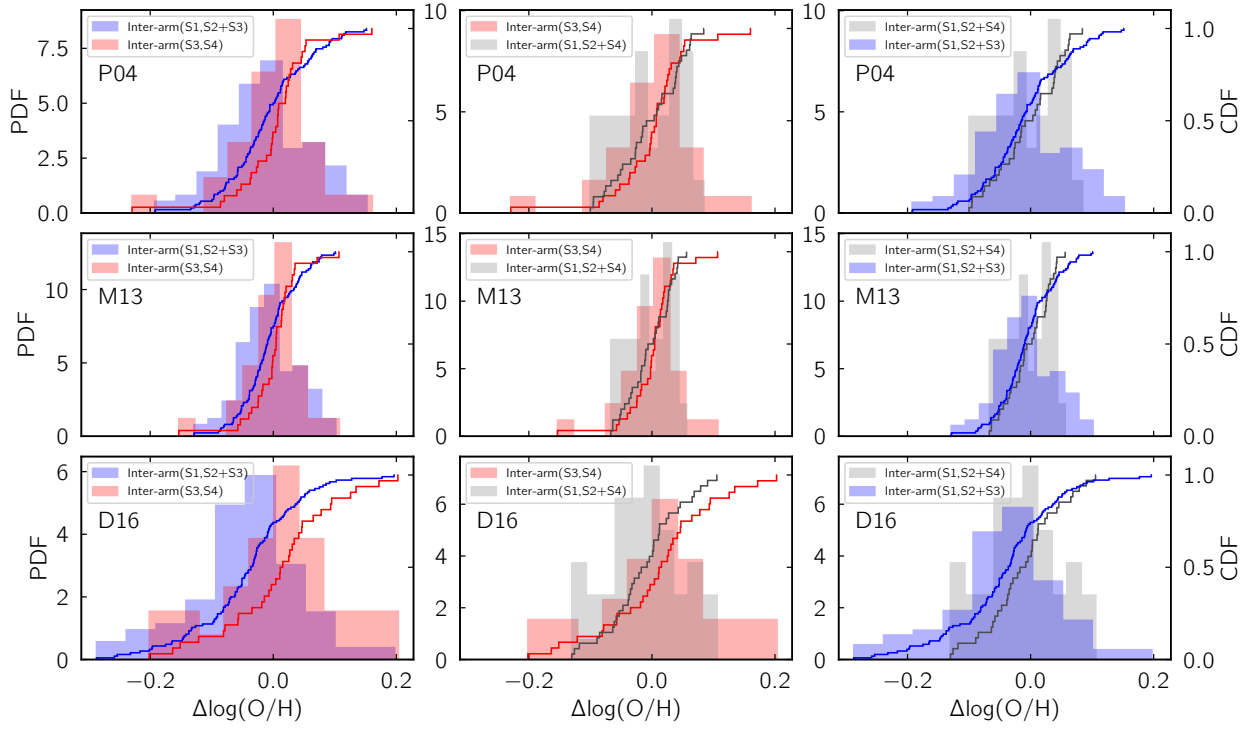 10
10
Inter-arm(S1,S2+S3)
Inter-arm(S3,S4)
P04
7.5
5.0
2.5
0.0
PDF
Inter-arm(S3,S4)
Inter-arm(S1,S2+S4)
P04
5
0
Inter-arm(S1,S2+S4)
Inter-arm(S1,S2+S3)
P04
5
0
1.0
0.5
0.0
CDF
Inter-arm(S1,S2+S3)
Inter-arm(S3,S4)
M13
10
5
0
PDF
15
Inter-arm(S3,S4)
Inter-arm(S1,S2+S4)
M13
10
5
0
15
Inter-arm(S1,S2+S4)
Inter-arm(S1,S2+S3)
M13
10
5
0
1.0
0.5
0.0
CDF
6
Inter-arm(S1,S2+S3)
Inter-arm(S3,S4)
D16
4
2
0
PDF
Inter-arm(S3,S4)
Inter-arm(S1,S2+S4)
D16
6
4
2
0
Inter-arm(S1,S2+S4)
Inter-arm(S1,S2+S3)
D16
6
4
2
0
1.0
0.5
0.0
CDF
−0.2 0.0 0.2
Δlog(O/H)
−0.2 0.0 0.2
Δlog(O/H)
−0.2 0.0 0.2
Δlog(O/H)